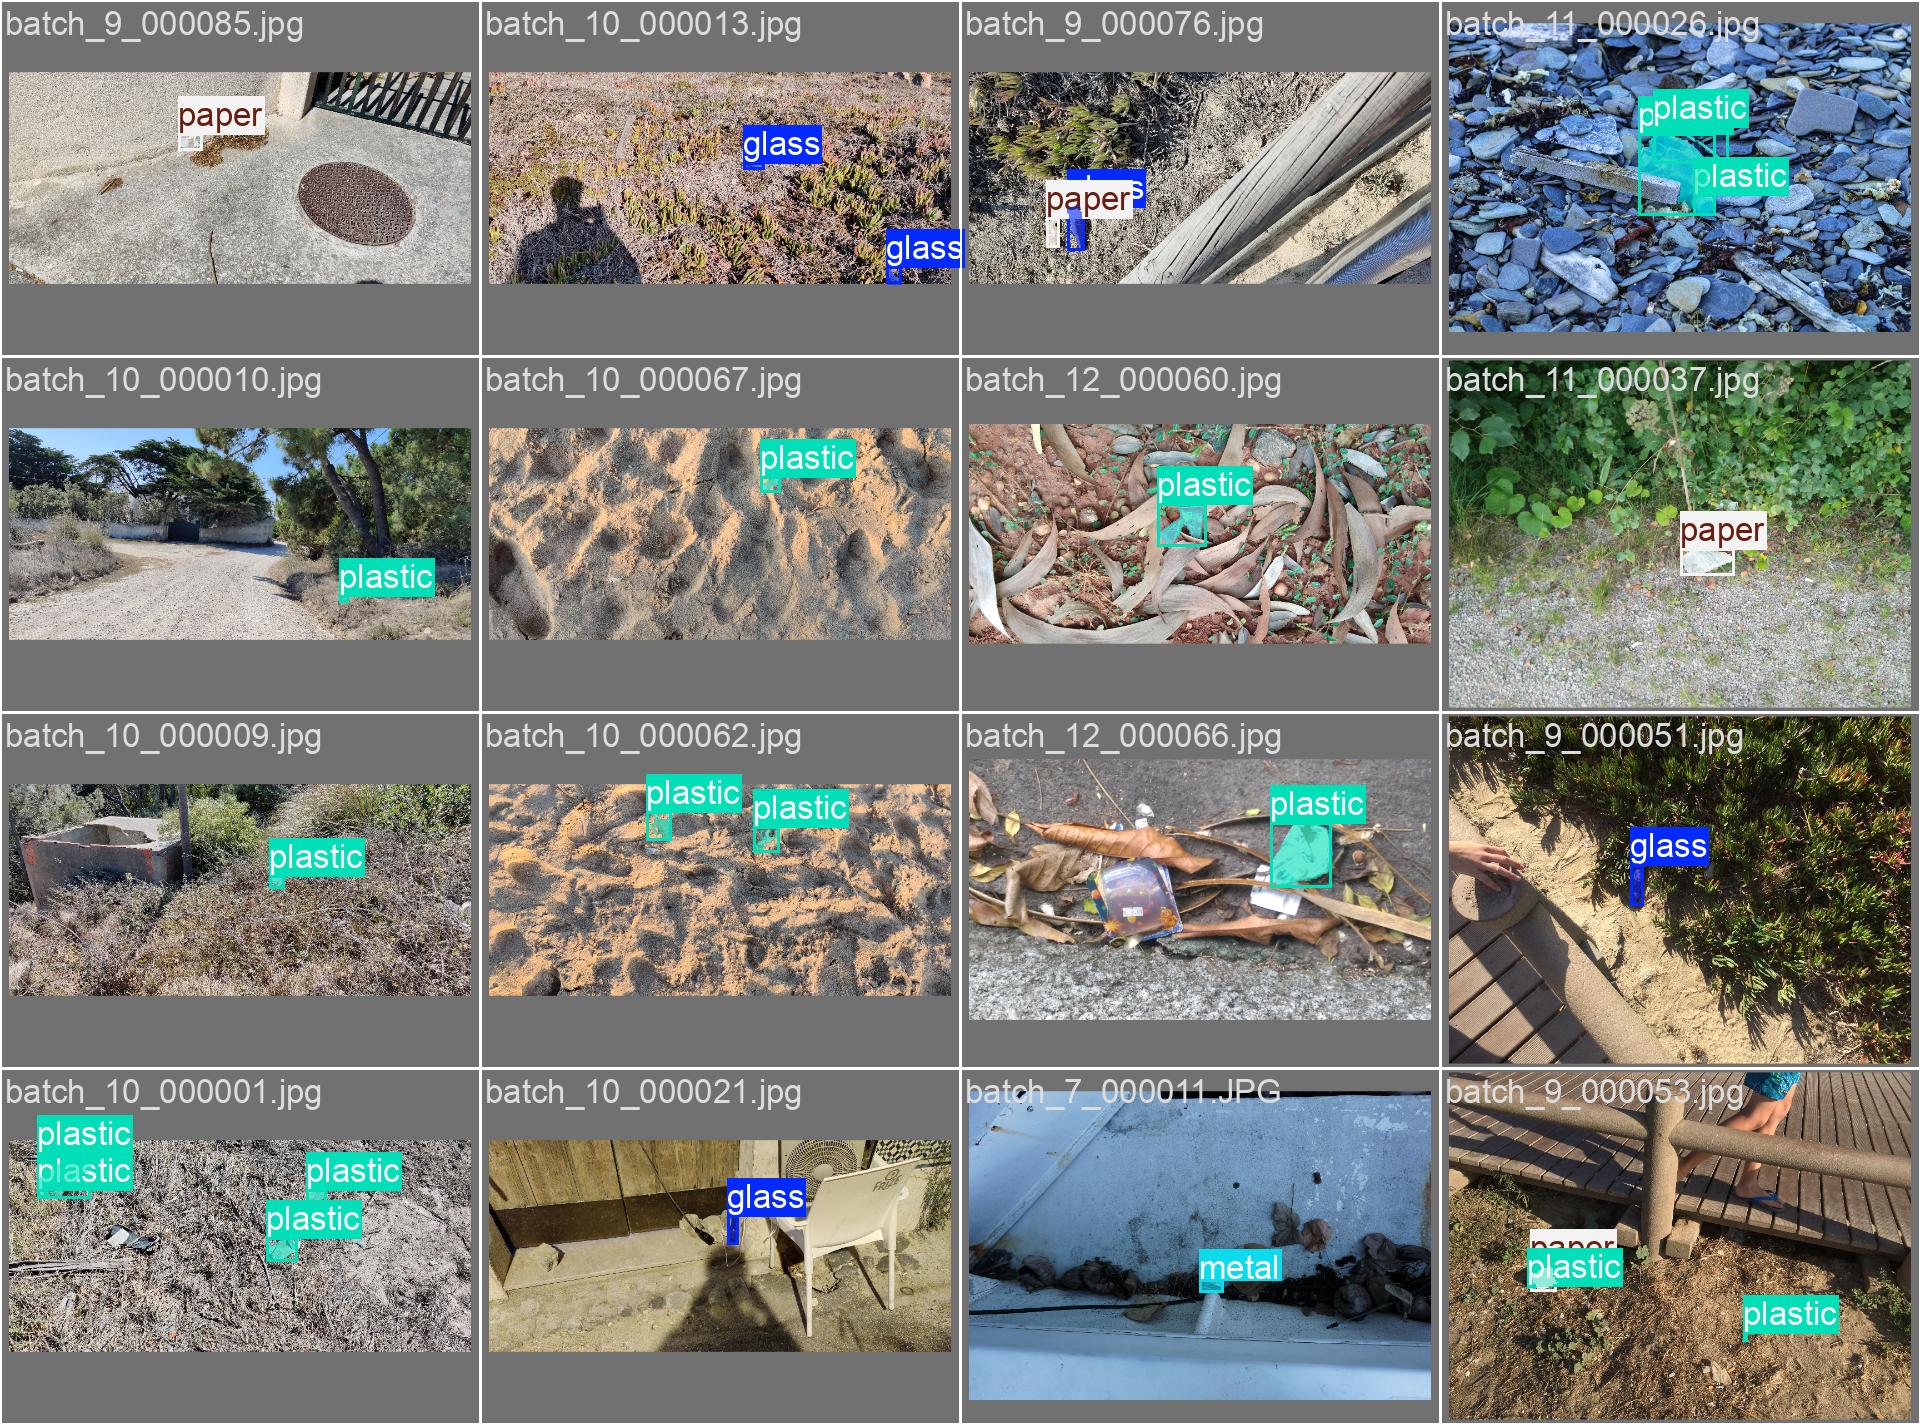 batch_9_000085.jpg
paper
batch_10_000013.jpg
glass
glass
batch_9_000076.jpg
paper
batch_11_000026.jpg
plastic
plastic
batch_10_000010.jpg
plastic
batch_10_000067.jpg
plastic
batch_12_000060.jpg
plastic
batch_11_000037.jpg
paper
batch_10_000009.jpg
plastic
batch_10_000062.jpg
plastic
plastic
batch_12_000066.jpg
plastic
batch_9_000051.jpg
glass
batch_10_000001.jpg
plastic
plastic
plastic
plastic
batch_10_000021.jpg
glass
batch_7_000011.JPG
metal
batch_9_000053.jpg
paper
plastic
plastic